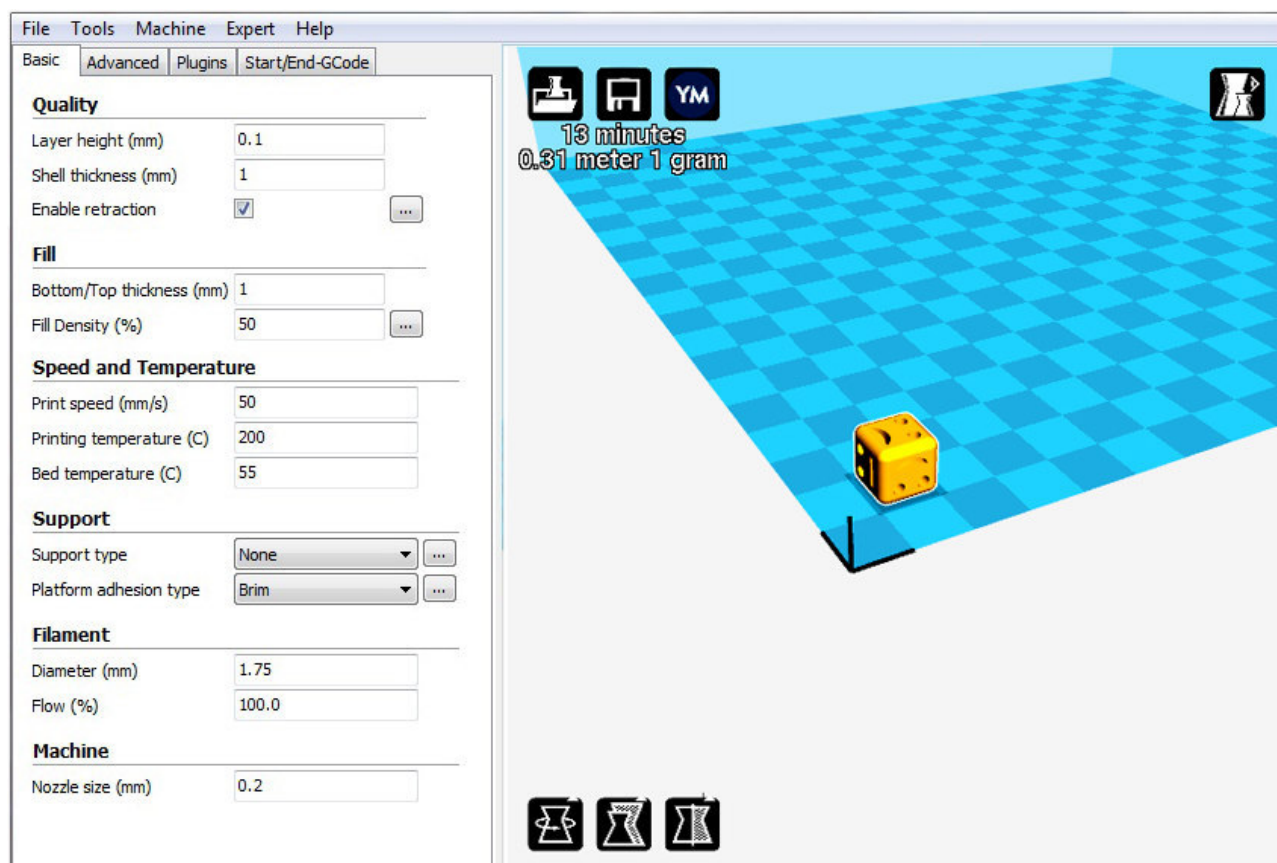 File Tools Machine Expert Help
Basic Advanced Plugins Start/End-GCode
Quality
Layer height (mm) 0.1
Shell thickness (mm) 1
Enable retraction ...
Fill
Bottom/Top thickness (mm) 1
Fill Density (%) 50 ...
Speed and Temperature
Print speed (mm/s) 50
Printing temperature (C) 200
Bed temperature (C) 55
Support
Support type None ...
Platform adhesion type Brim ...
Filament
Diameter (mm) 1.75
Flow (%) 100.0
Machine
Nozzle size (mm) 0.2
YM
13 minutes
0.31 meter 1 gram